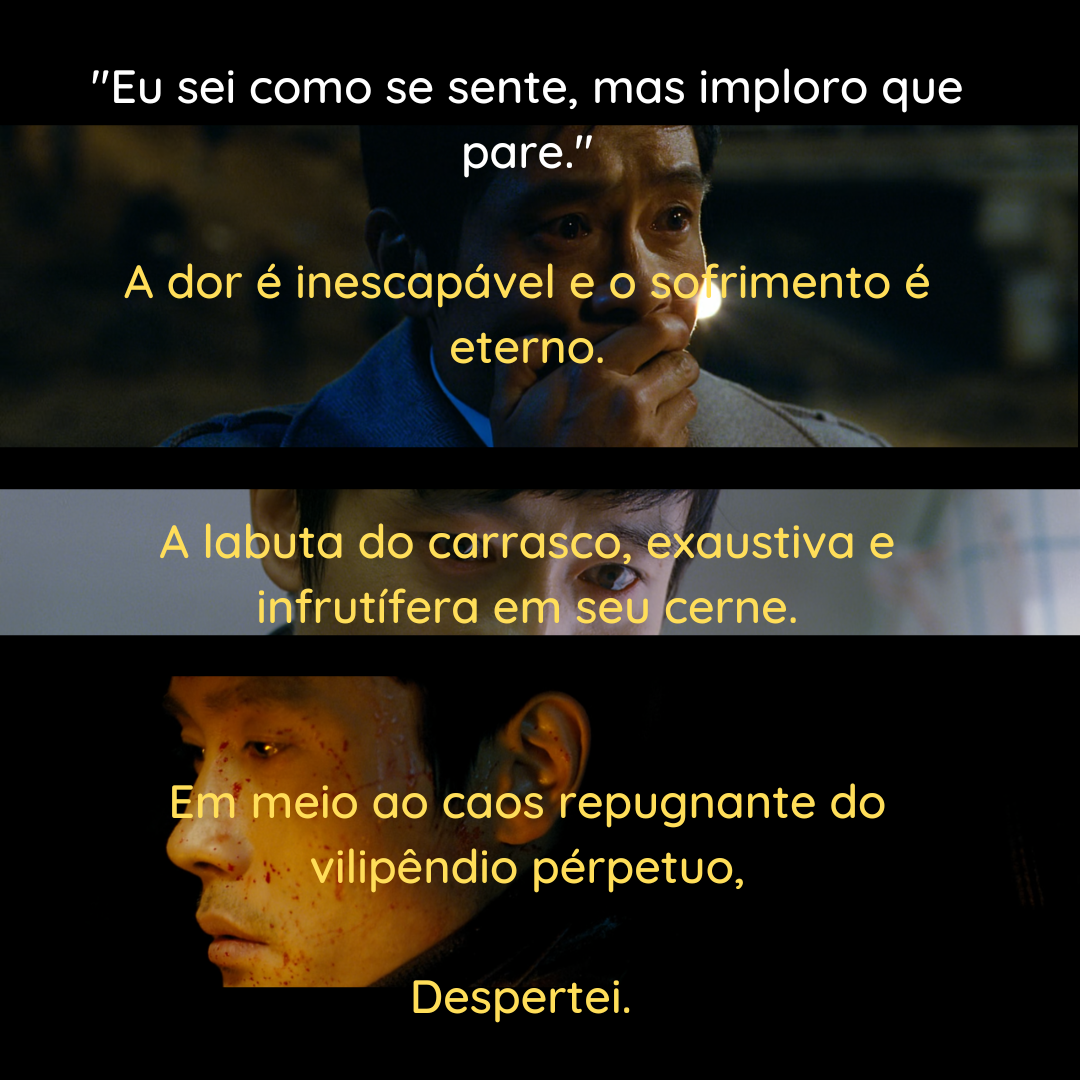 "Eu sei como se sente, mas imploro que
pare."
A dor é inescapável e o sofrimento é
eterno.
A labuta do carrasco, exaustiva e
infrutífera em seu cerne.
Em meio ao caos repugnante do
vilipêndio pérpetuo,
Despertei.